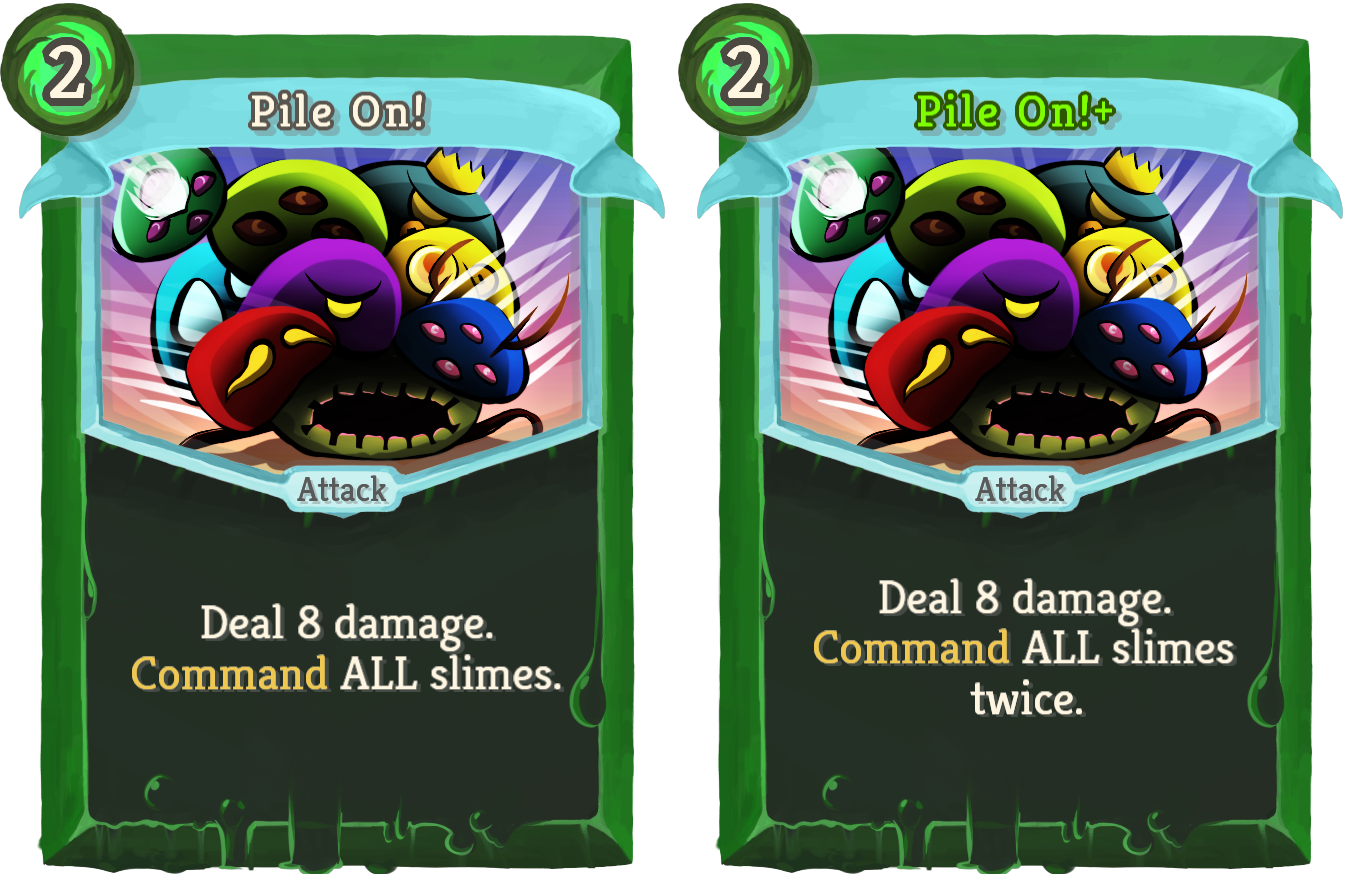 2
Pile On!
Attack
Deal 8 damage.
Command ALL slimes.
2
Pile On!+
Attack
Deal 8 damage.
Command ALL slimes
twice.